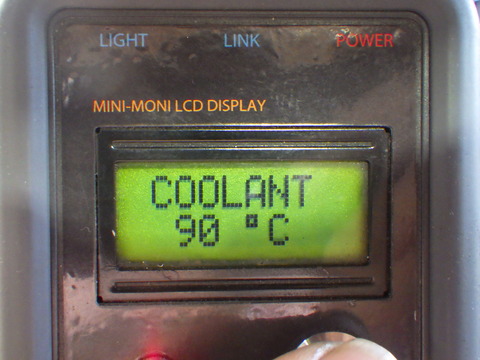 LIGHT LINK POWER
MINI-MONI LCD DISPLAY
COOLANT
90 °C